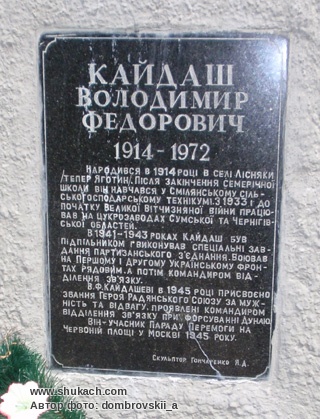 КАЙДАШ
ВОЛОДИМИР
ФЕДОРОВИЧ
1914-1972
НАРОДИВСЯ В 1914 РОЦІ В СЕЛІ ЛІСНЯКИ
/ТЕПЕР ЯГОТИН/. ПІСЛЯ ЗАКІНЧЕННЯ СЕМЕРІЧНОЇ
ШКОЛИ ВІН НАВЧАВСЯ У СМІЛЯНСЬКОМУ СІЛЬ-
СЬКОГОСПОДАРСЬКОМУ ТЕХНІКУМІ. З 1933 І ДО
ПОЧАТКУ ВЕЛИКОЇ ВІТЧИЗНЯНОЇ ВІЙНИ ПРАЦЮ-
ВАВ НА ЦУКРОЗАВОДАХ СУМСЬКОЇ ТА ЧЕРНІГІВ-
СЬКОЇ ОБЛАСТЕЙ.
В 1941-1943 РОКАХ КАЙДАШ БУВ
ПІДПІЛЬНИКОМ І ВИКОНУВАВ СПЕЦІАЛЬНІ ЗАВ-
ДАННЯ ПАРТИЗАНСЬКОГО З'ЄДНАННЯ. ВОЮВАВ
НА ПЕРШОМУ І ДРУГОМУ УКРАЇНСЬКОМУ ФРОН-
ТАХ РЯДОВИМ, А ПОТІМ КОМАНДИРОМ ВІД-
ДІЛЕННЯ ЗВ'ЯЗКУ.
В.Ф.КАЙДАШЕВІ В 1945 РОЦІ ПРИСВОЄНО
ЗВАННЯ ГЕРОЯ РАДЯНСЬКОГО СОЮЗУ ЗА МУЖ-
НІСТЬ ТА ВІДВАГУ, ПРОЯВЛЕНІ КОМАНДИРОМ
ВІДДІЛЕННЯ ЗВ'ЯЗКУ ПРИ ФОРСУВАННІ ДУНАЮ.
ВІН-УЧАСНИК ПАРАДУ ПЕРЕМОГИ НА
ЧЕРВОНІЙ ПЛОЩІ У МОСКВІ 1945 РОКУ.
СКУЛЬПТОР ГОНЧАРЕНКО Я.Д.
www.shukach.com
Автор фото: dombrovskii_a